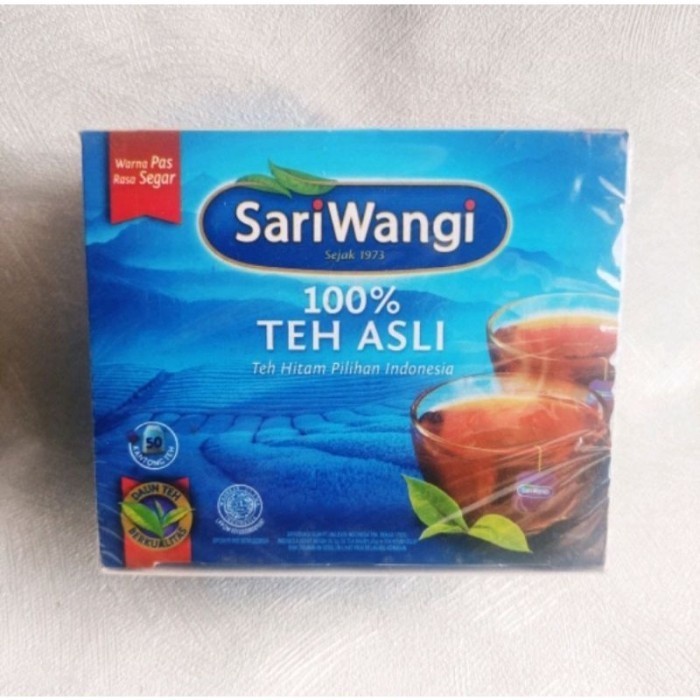 Warna Pas
Rasa Segar
SariWangi
Sejak 1973
100%
TEH ASLI
Teh Hitam Pilihan Indonesia
50
KANTONG TEH
DAUN TEH
BERKUALITAS
SariWangi